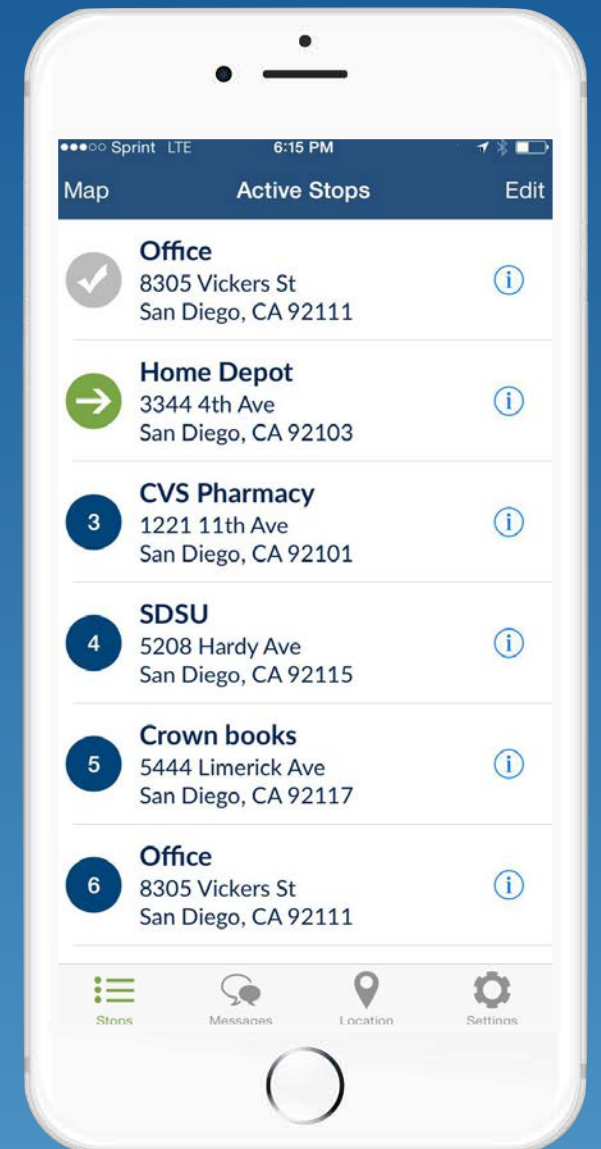 Sprint LTE 6:15 PM
Map Active Stops Edit
Office
8305 Vickers St
San Diego, CA 92111
Home Depot
3344 4th Ave
San Diego, CA 92103
3
CVS Pharmacy
1221 11th Ave
San Diego, CA 92101
4
SDSU
5208 Hardy Ave
San Diego, CA 92115
5
Crown books
5444 Limerick Ave
San Diego, CA 92117
6
Office
8305 Vickers St
San Diego, CA 92111
Stops Messages Location Settings